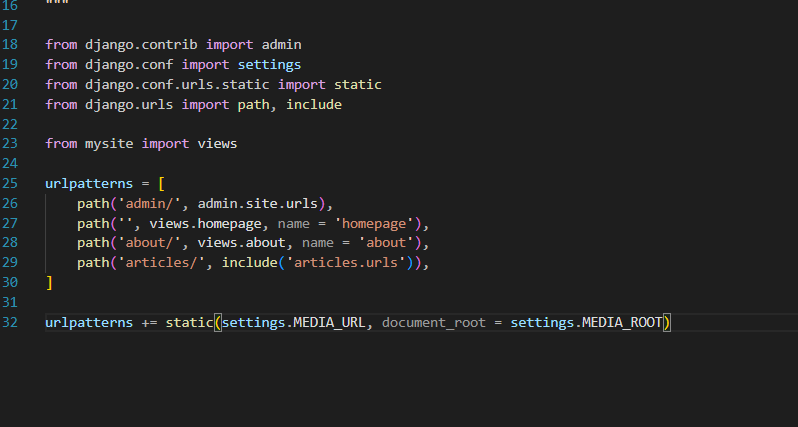 16 """
17
18 from django.contrib import admin
19 from django.conf import settings
20 from django.conf.urls.static import static
21 from django.urls import path, include
22
23 from mysite import views
24
25 urlpatterns = [
26     path('admin/', admin.site.urls),
27     path('', views.homepage, name = 'homepage'),
28     path('about/', views.about, name = 'about'),
29     path('articles/', include('articles.urls')),
30 ]
31
32 urlpatterns += static(settings.MEDIA_URL, document_root = settings.MEDIA_ROOT)